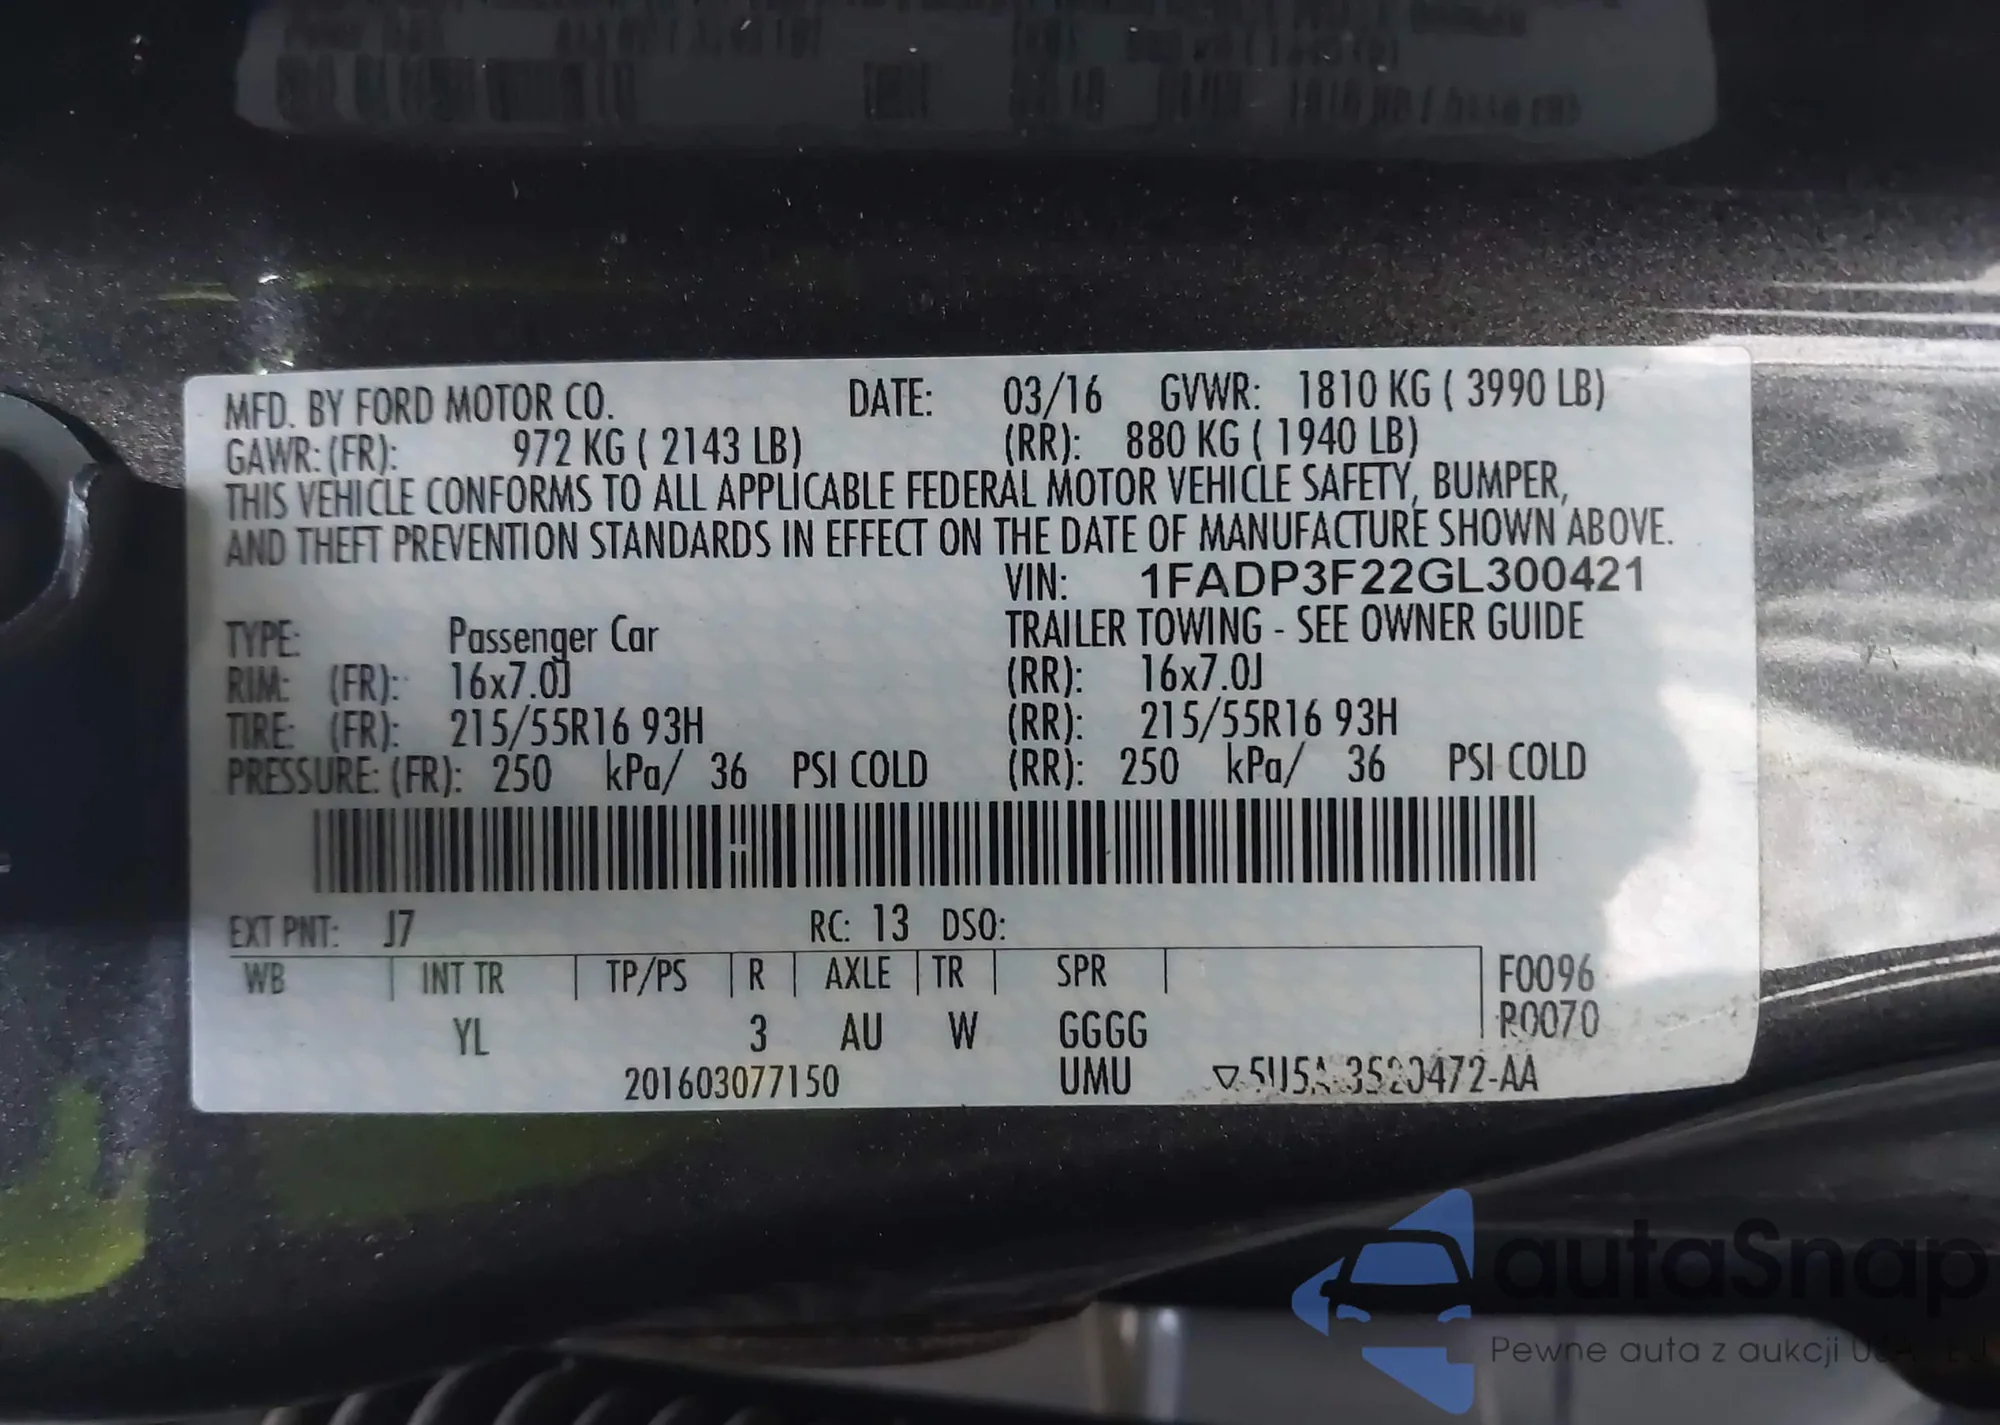 MFD. BY FORD MOTOR CO. DATE: 03/16 GVWR: 1810 KG ( 3990 LB)
GAWR: (FR): 972 KG ( 2143 LB) (RR): 880 KG ( 1940 LB)
THIS VEHICLE CONFORMS TO ALL APPLICABLE FEDERAL MOTOR VEHICLE SAFETY, BUMPER,
AND THEFT PREVENTION STANDARDS IN EFFECT ON THE DATE OF MANUFACTURE SHOWN ABOVE.
VIN: 1FADP3F22GL300421
TYPE: Passenger Car TRAILER TOWING - SEE OWNER GUIDE
RIM: (FR): 16x7.0J (RR): 16x7.0J
TIRE: (FR): 215/55R16 93H (RR): 215/55R16 93H
PRESSURE: (FR): 250 kPa/ 36 PSI COLD (RR): 250 kPa/ 36 PSI COLD
EXT PNT: J7 RC: 13 DSO:
WB INT TR TP/PS R AXLE TR SPR F0096
YL 3 AU W GGGG R0070
201603077150 UMU
autaSnap
Pewne auta z aukcji